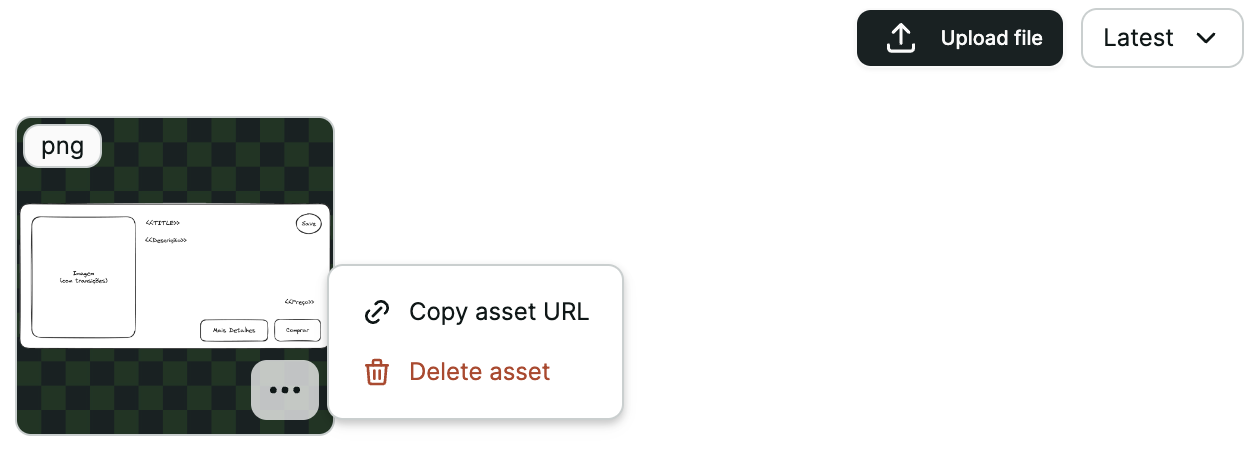 Upload file
Latest
png
<<TITLE>>
Save
<<Descrição>>
Imagem
(com transições)
<<Preço>>
Mais Detalhes
Comprar
Copy asset URL
Delete asset